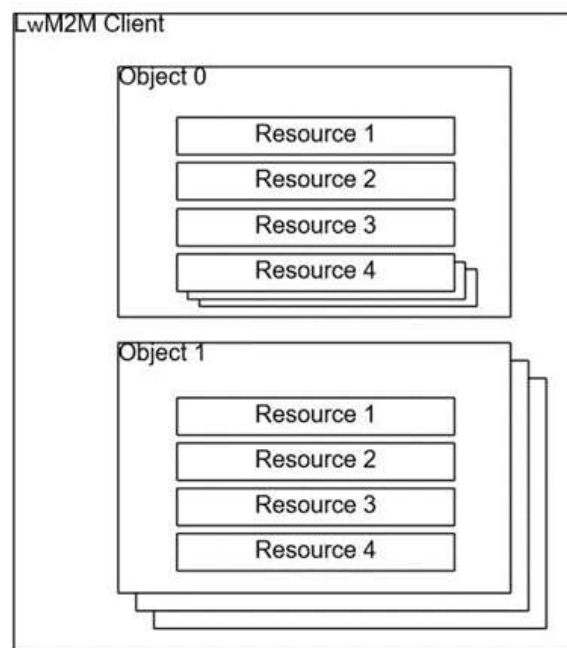 LwM2M Client
Object 0
Resource 1
Resource 2
Resource 3
Resource 4
Object 1
Resource 1
Resource 2
Resource 3
Resource 4